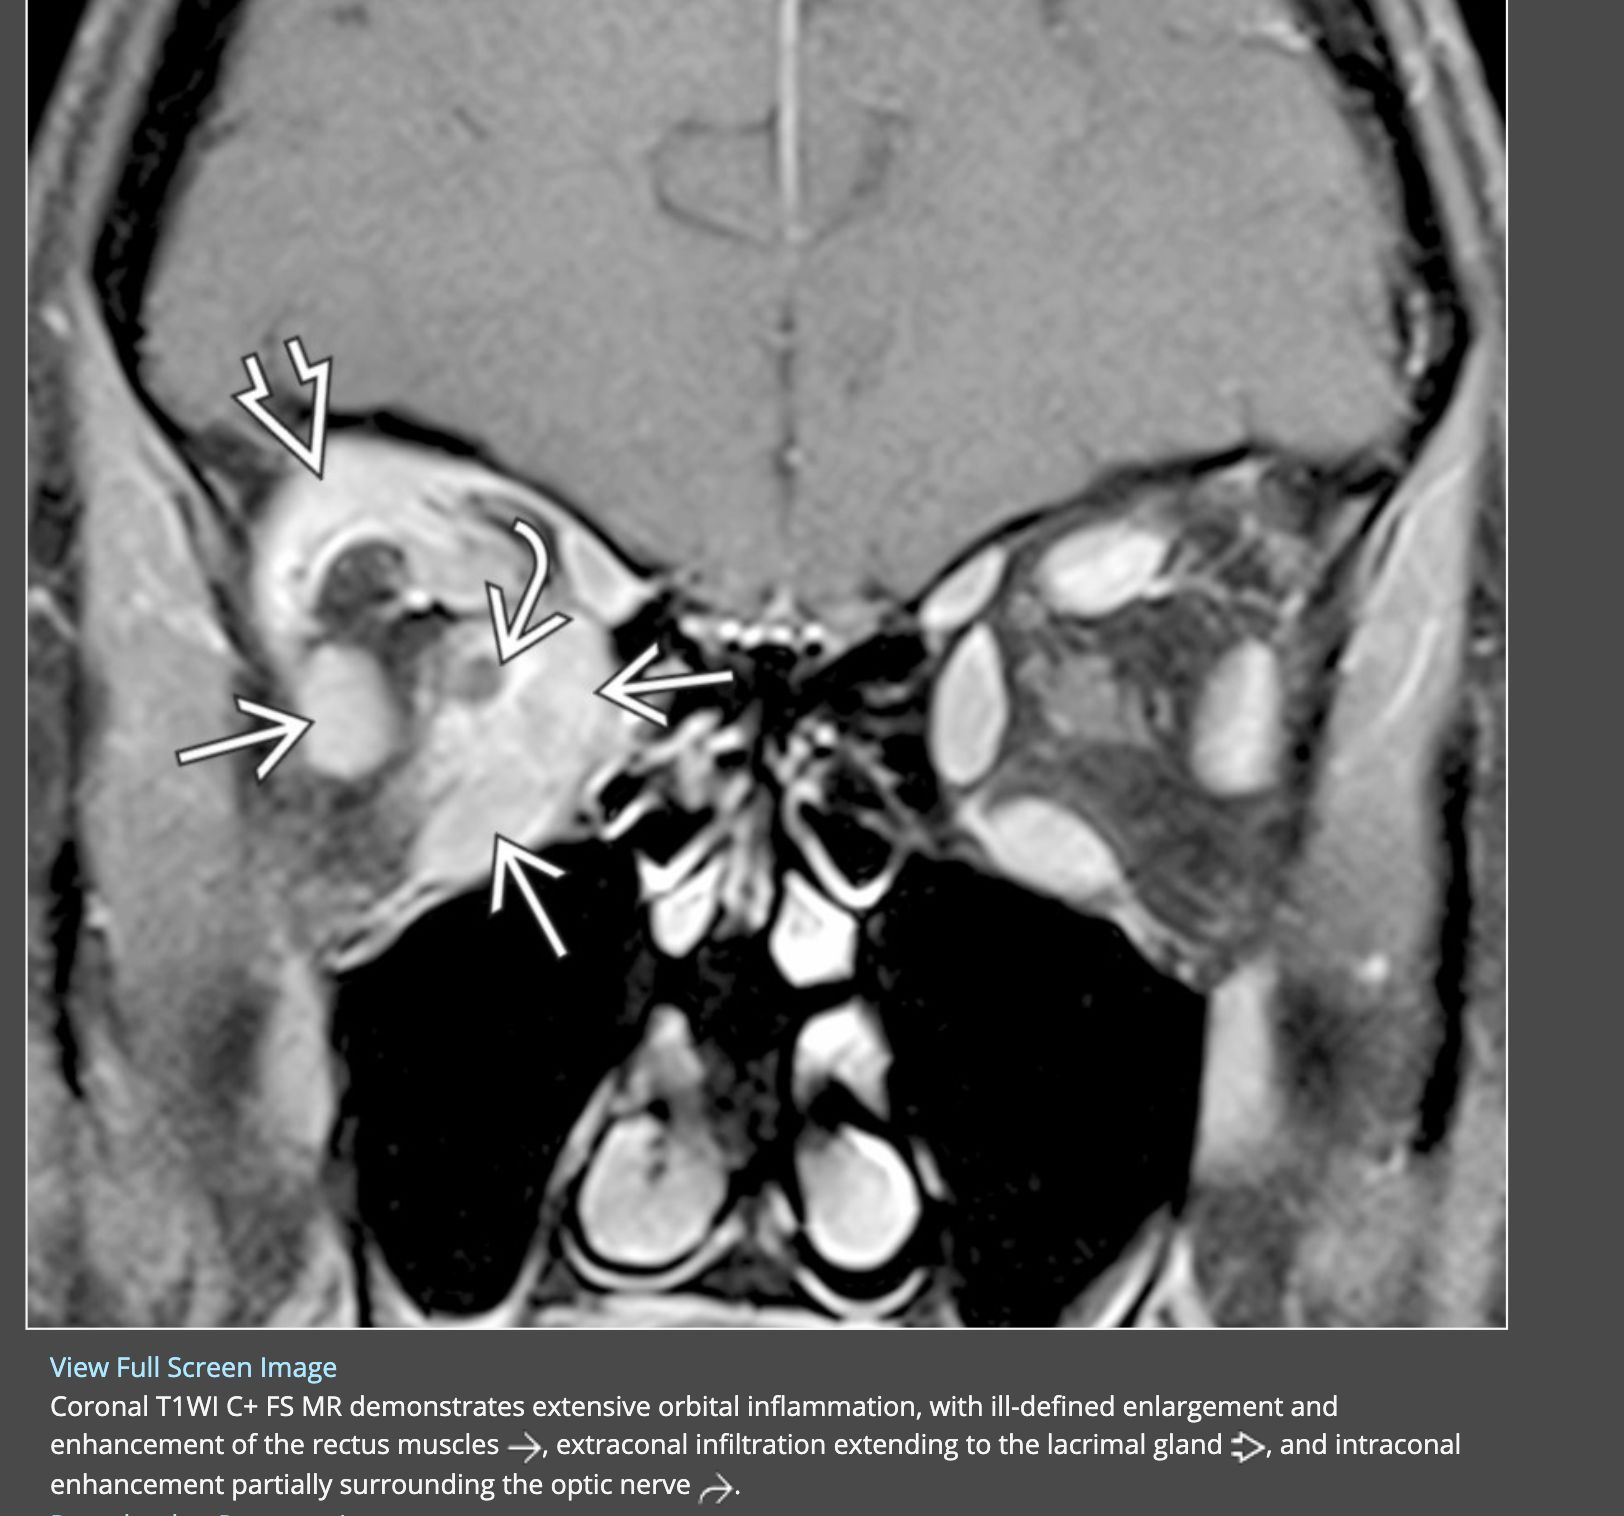 View Full Screen Image
Coronal T1WI C+ FS MR demonstrates extensive orbital inflammation, with ill-defined enlargement and
enhancement of the rectus muscles →, extraconal infiltration extending to the lacrimal gland ⇨, and intraconal
enhancement partially surrounding the optic nerve ↷.